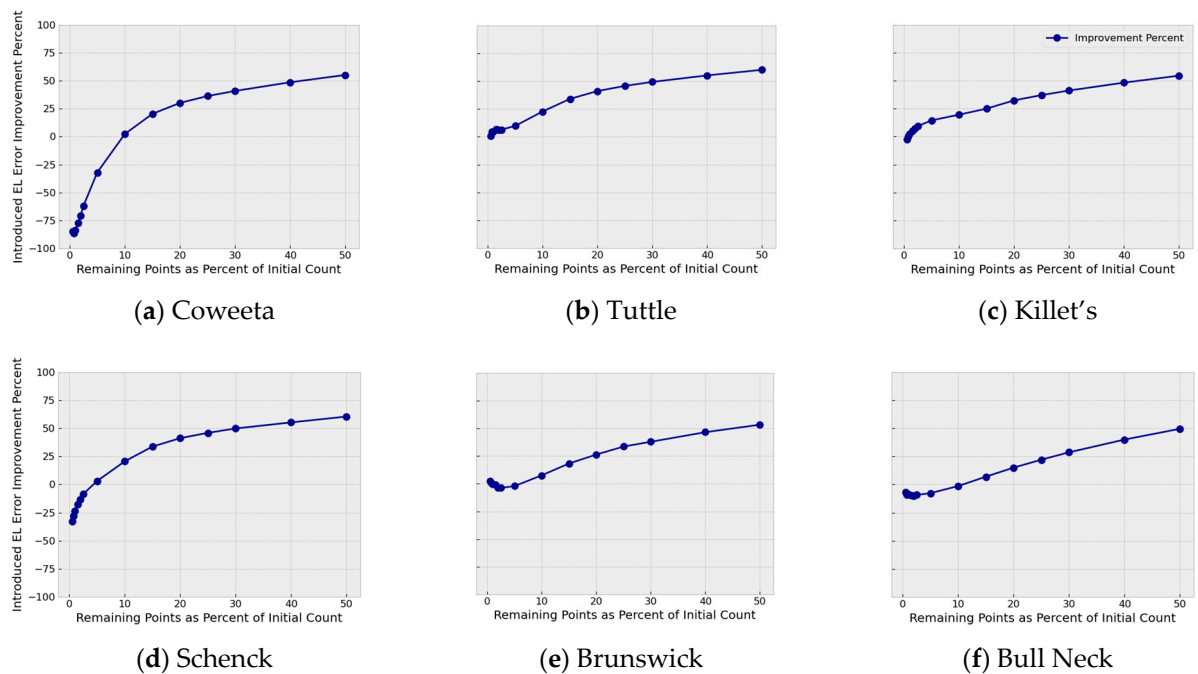 Introduced EL Error Improvement Percent
100
75
50
25
0
−25
−50
−75
−100
0 10 20 30 40 50
Remaining Points as Percent of Initial Count
(a) Coweeta
0 10 20 30 40 50
Remaining Points as Percent of Initial Count
(b) Tuttle
Improvement Percent
0 10 20 30 40 50
Remaining Points as Percent of Initial Count
(c) Killet’s
Introduced EL Error Improvement Percent
100
75
50
25
0
−25
−50
−75
−100
0 10 20 30 40 50
Remaining Points as Percent of Initial Count
(d) Schenck
0 10 20 30 40 50
Remaining Points as Percent of Initial Count
(e) Brunswick
0 10 20 30 40 50
Remaining Points as Percent of Initial Count
(f) Bull Neck